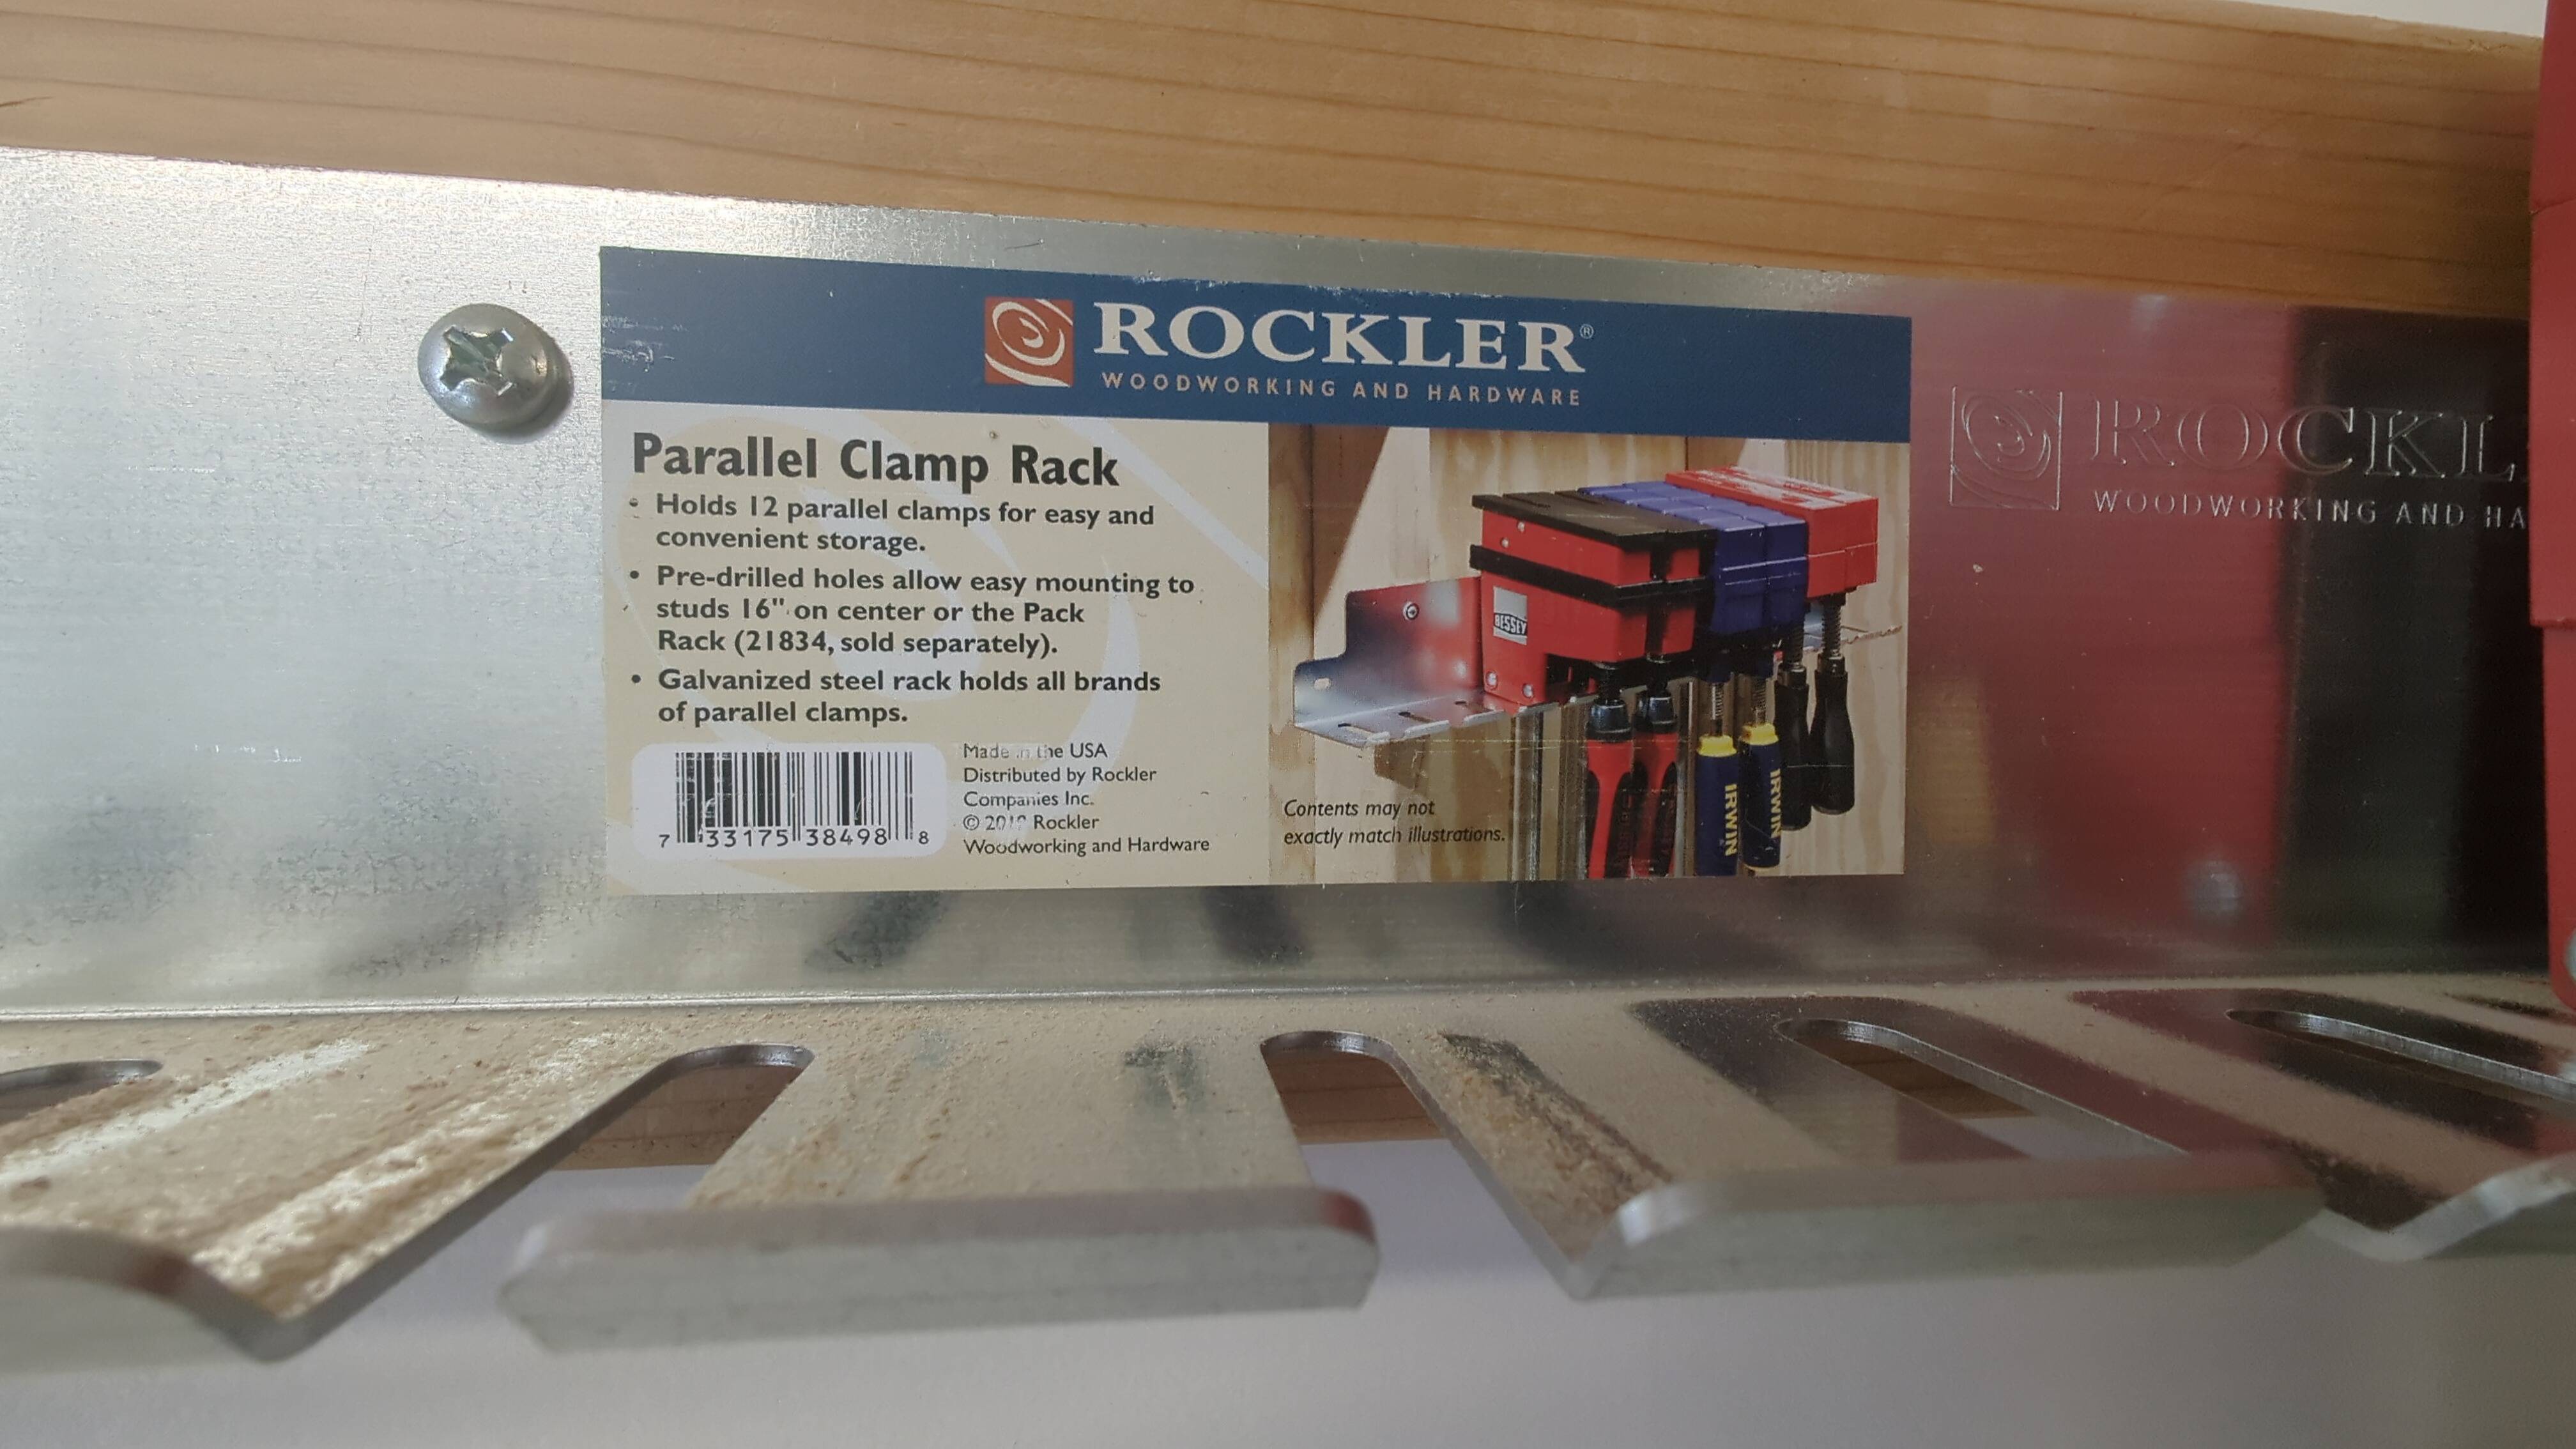 ROCKLER®
WOODWORKING AND HARDWARE
Parallel Clamp Rack
• Holds 12 parallel clamps for easy and
convenient storage.
• Pre-drilled holes allow easy mounting to
studs 16" on center or the Pack
Rack (21834, sold separately).
• Galvanized steel rack holds all brands
of parallel clamps.
7 33175 38498 8
Made in the USA
Distributed by Rockler
Companies Inc.
© Rockler
Woodworking and Hardware
BESSEY
IRWIN
IRWIN
Contents may not
exactly match illustrations.
ROCKL
WOODWORKING AND HA